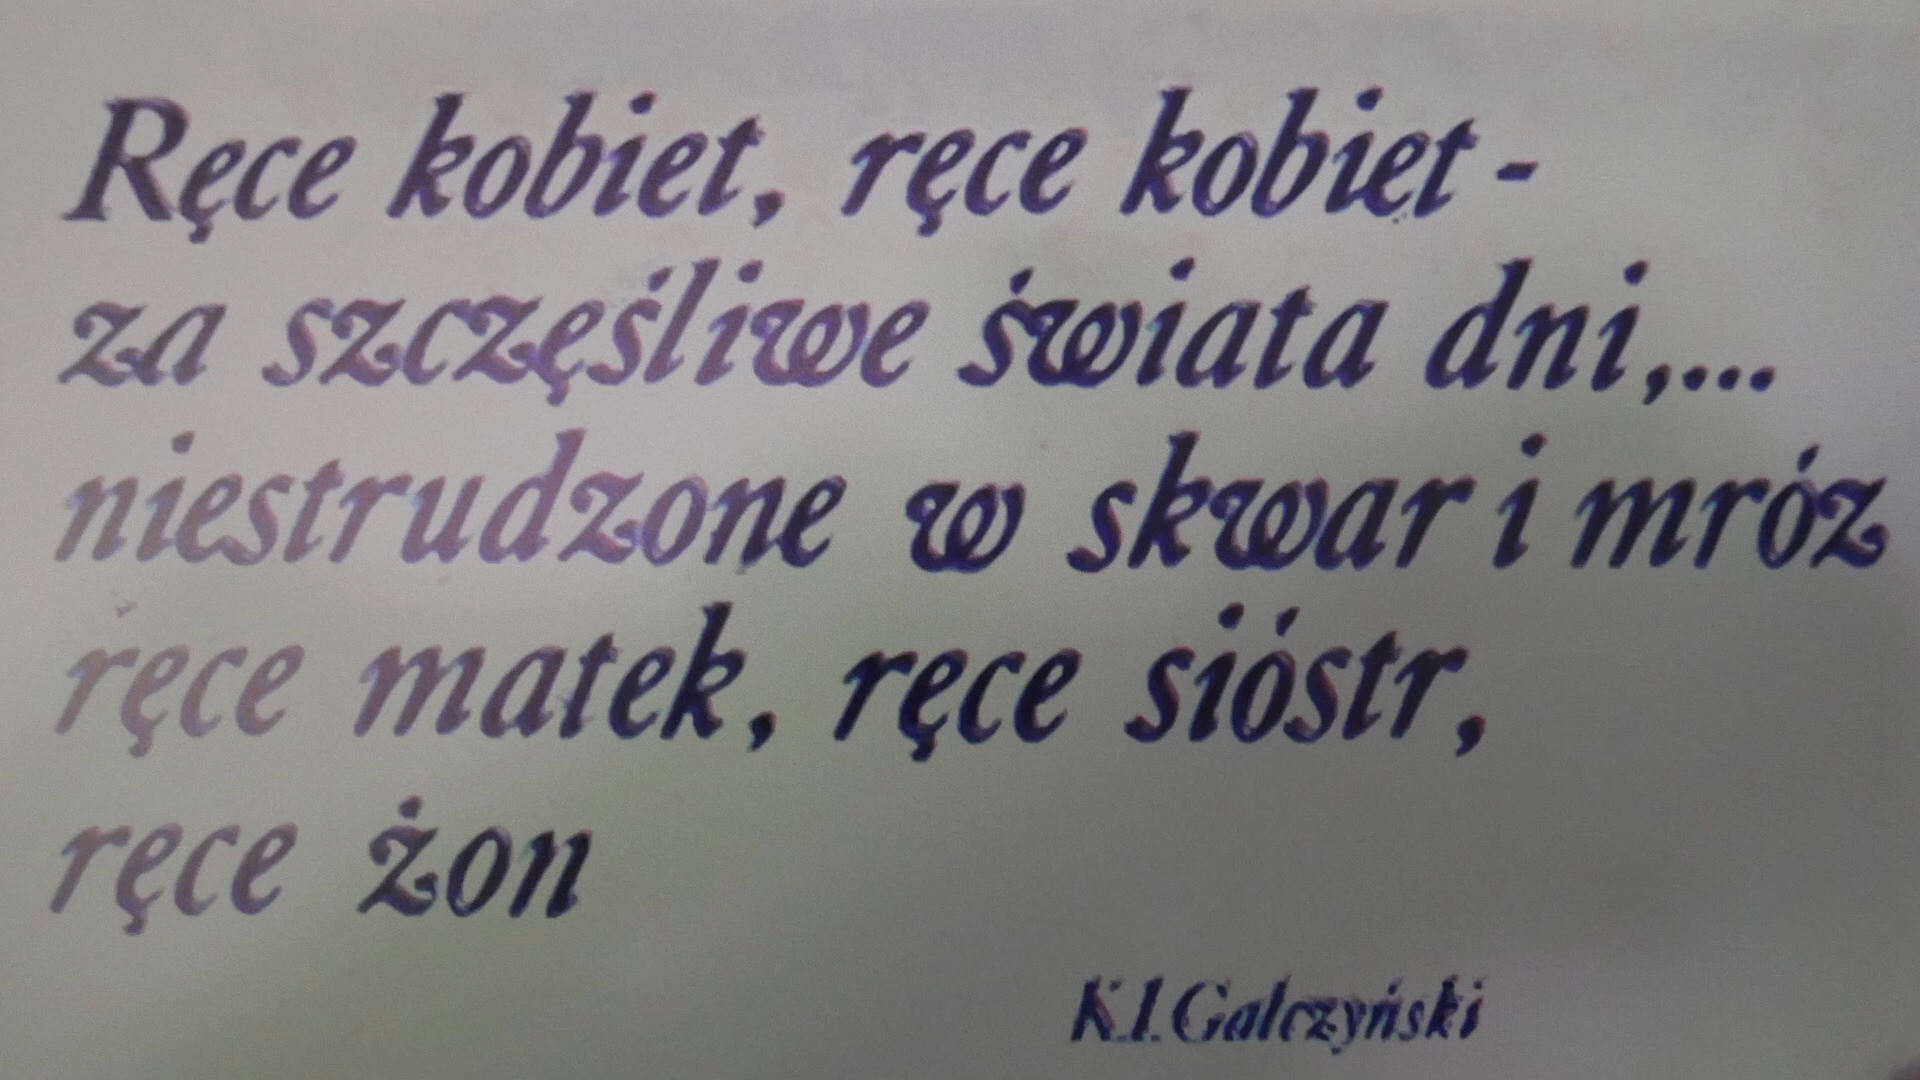 Ręce kobiet, ręce kobiet -
za szczęśliwe świata dni,...
niestrudzone w skwar i mróz
ręce matek, ręce sióstr,
ręce żon
K.I. Gałczyński